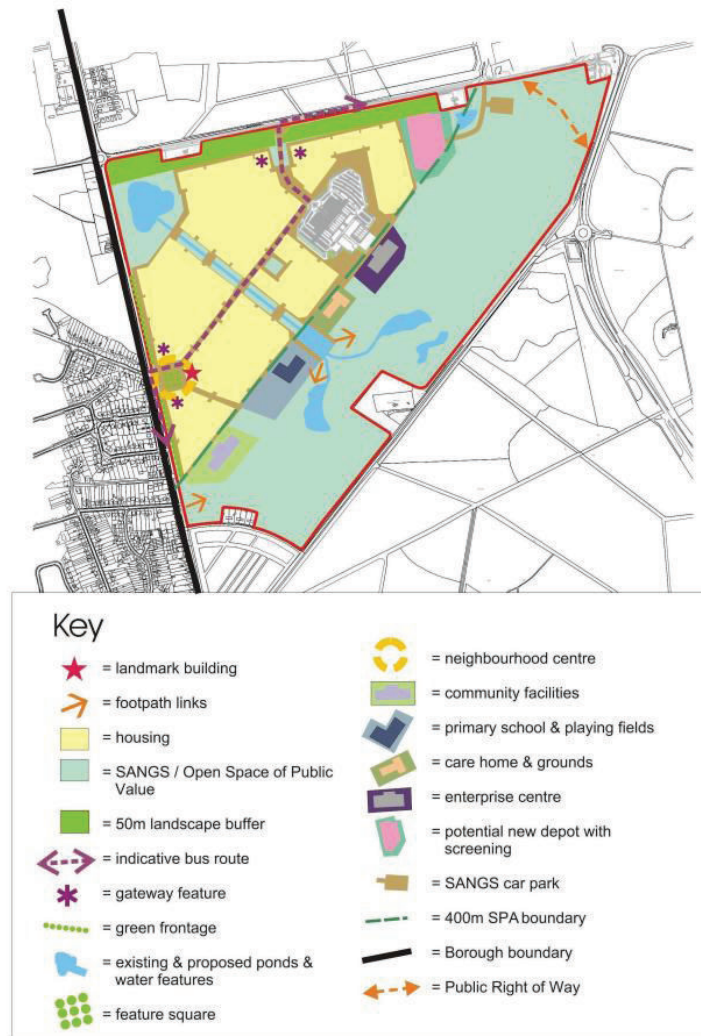 Key
= landmark building
= footpath links
= housing
= SANGS / Open Space of Public
Value
= 50m landscape buffer
= indicative bus route
= gateway feature
= green frontage
= existing & proposed ponds &
water features
= feature square
= neighbourhood centre
= community facilities
= primary school & playing fields
= care home & grounds
= enterprise centre
= potential new depot with
screening
= SANGS car park
= 400m SPA boundary
= Borough boundary
= Public Right of Way